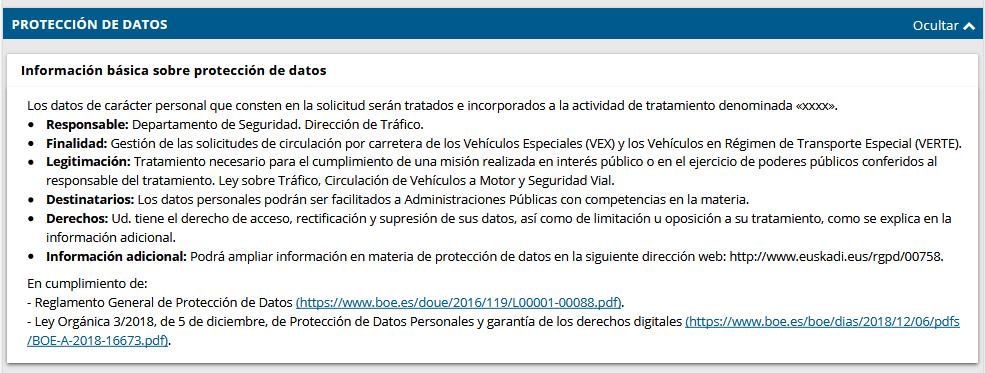 PROTECCIÓN DE DATOS Ocultar
Información básica sobre protección de datos
Los datos de carácter personal que consten en la solicitud serán tratados e incorporados a la actividad de tratamiento denominada «xxxx».
• Responsable: Departamento de Seguridad. Dirección de Tráfico.
• Finalidad: Gestión de las solicitudes de circulación por carretera de los Vehículos Especiales (VEX) y los Vehículos en Régimen de Transporte Especial (VERTE).
• Legitimación: Tratamiento necesario para el cumplimiento de una misión realizada en interés público o en el ejercicio de poderes públicos conferidos al
responsable del tratamiento. Ley sobre Tráfico, Circulación de Vehículos a Motor y Seguridad Vial.
• Destinatarios: Los datos personales podrán ser facilitados a Administraciones Públicas con competencias en la materia.
• Derechos: Ud. tiene el derecho de acceso, rectificación y supresión de sus datos, así como de limitación u oposición a su tratamiento, como se explica en la
información adicional.
• Información adicional: Podrá ampliar información en materia de protección de datos en la siguiente dirección web: http://www.euskadi.eus/rgpd/00758.
En cumplimiento de:
- Reglamento General de Protección de Datos (https://www.boe.es/doue/2016/119/L00001-00088.pdf).
- Ley Orgánica 3/2018, de 5 de diciembre, de Protección de Datos Personales y garantía de los derechos digitales (https://www.boe.es/boe/dias/2018/12/06/pdfs
/BOE-A-2018-16673.pdf).